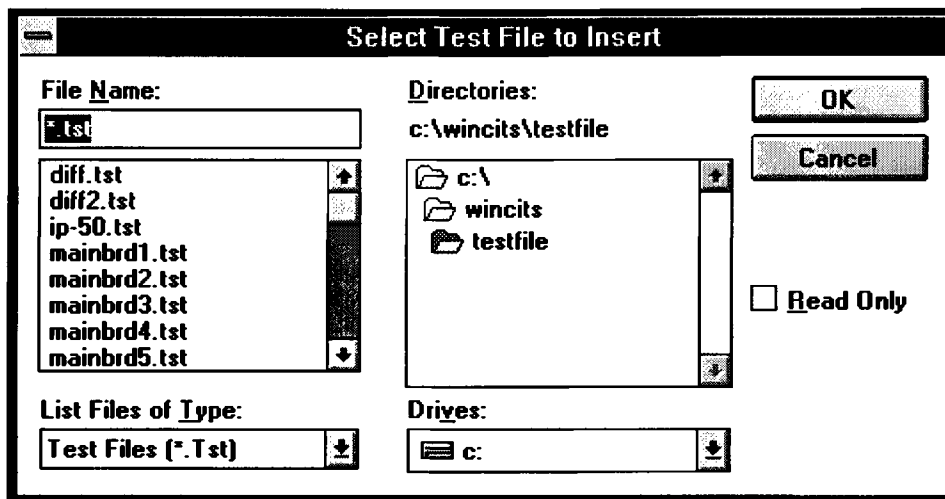 Select Test File to Insert
File Name:
*.tst
diff.tst
diff2.tst
ip-50.tst
mainbrd1.tst
mainbrd2.tst
mainbrd3.tst
mainbrd4.tst
mainbrd5.tst
List Files of Type:
Test Files (*.Tst)
Directories:
c:\wincits\testfile
c:\
wincits
testfile
Drives:
c:
OK
Cancel
Read Only